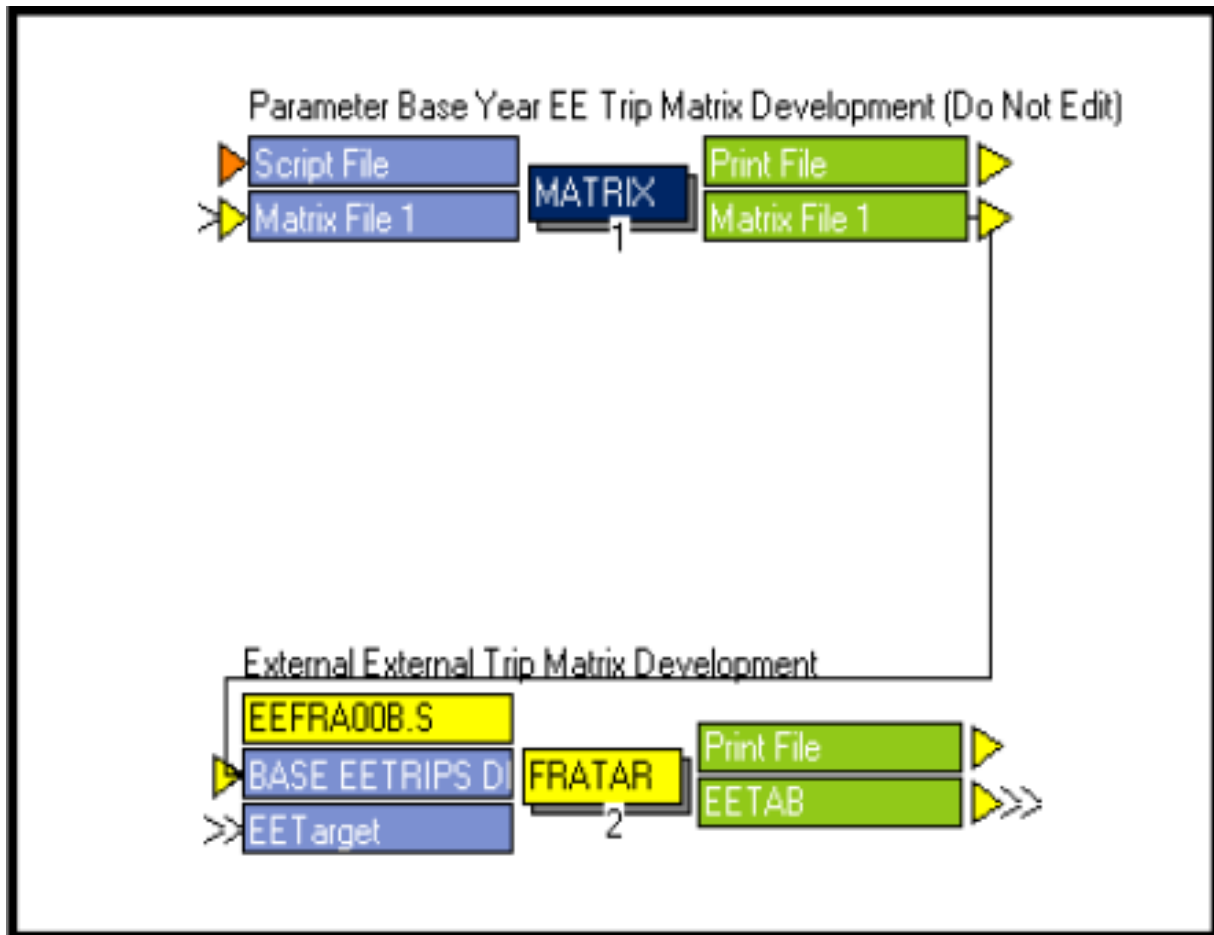 Parameter Base Year EE Trip Matrix Development (Do Not Edit)
Script File
MATRIX
Print File
Matrix File 1
1
Matrix File 1
External External Trip Matrix Development
EEFRA00B.S
BASE EETRIPS D
FRATAR
Print File
EETarget
2
EETAB